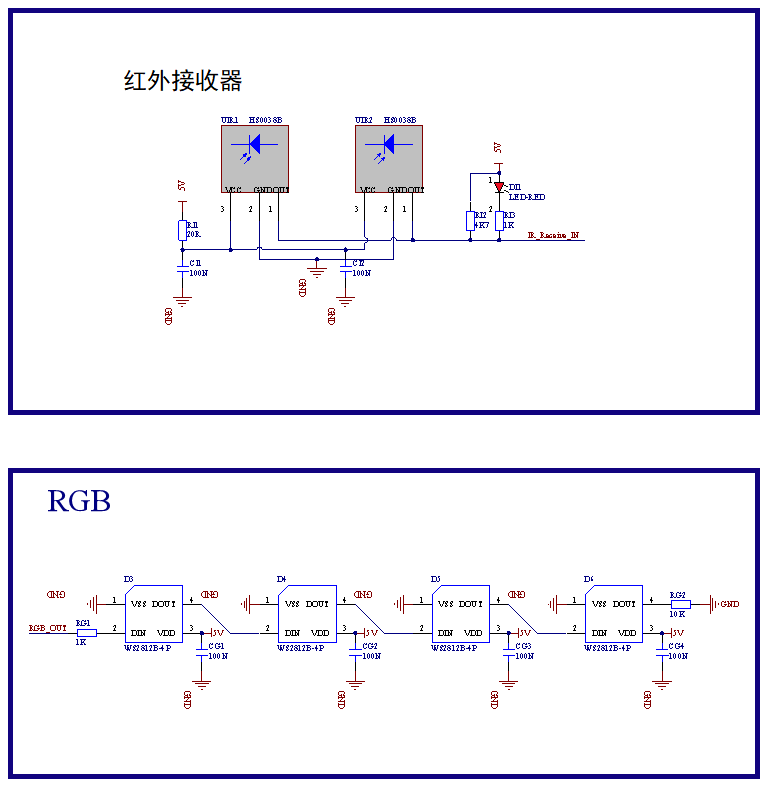 红外接收器
UIR1 HS0038B
UIR2 HS0038B
VCC GND OUT
VCC GND OUT
3 2 1
3 2 1
5V
RI1
20R
CI1
100N
GND
GND
CI2
100N
GND
5V
1
DI1
LED-RED
2
RI2
4K7
RI3
1K
IR_Receive_IN
RGB
D3
D4
D5
D6
GND
1 VSS DOUT 4
GND
1 VSS DOUT 4
GND
1 VSS DOUT 4
GND
1 VSS DOUT 4
RG2
10K
GND
RGB_OUT
RG1
1K
2 DIN VDD 3
5V
2 DIN VDD 3
5V
2 DIN VDD 3
5V
2 DIN VDD 3
5V
WS2812B-4P
CG1
100N
WS2812B-4P
CG2
100N
WS2812B-4P
CG3
100N
WS2812B-4P
CG4
100N
GND
GND
GND
GND